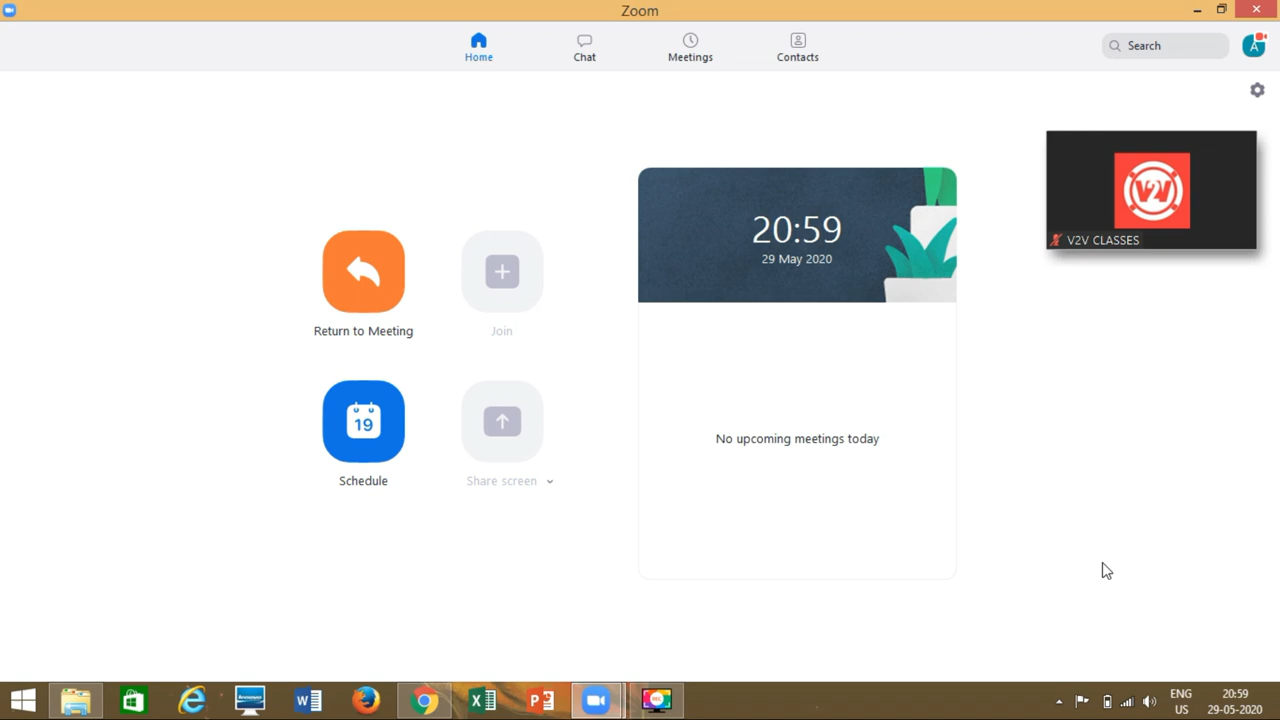 Zoom
Home
Chat
Meetings
Contacts
Search
A
V2V
V2V CLASSES
20:59
29 May 2020
Return to Meeting
Join
19
Schedule
Share screen
No upcoming meetings today
ENG
US
20:59
29-05-2020